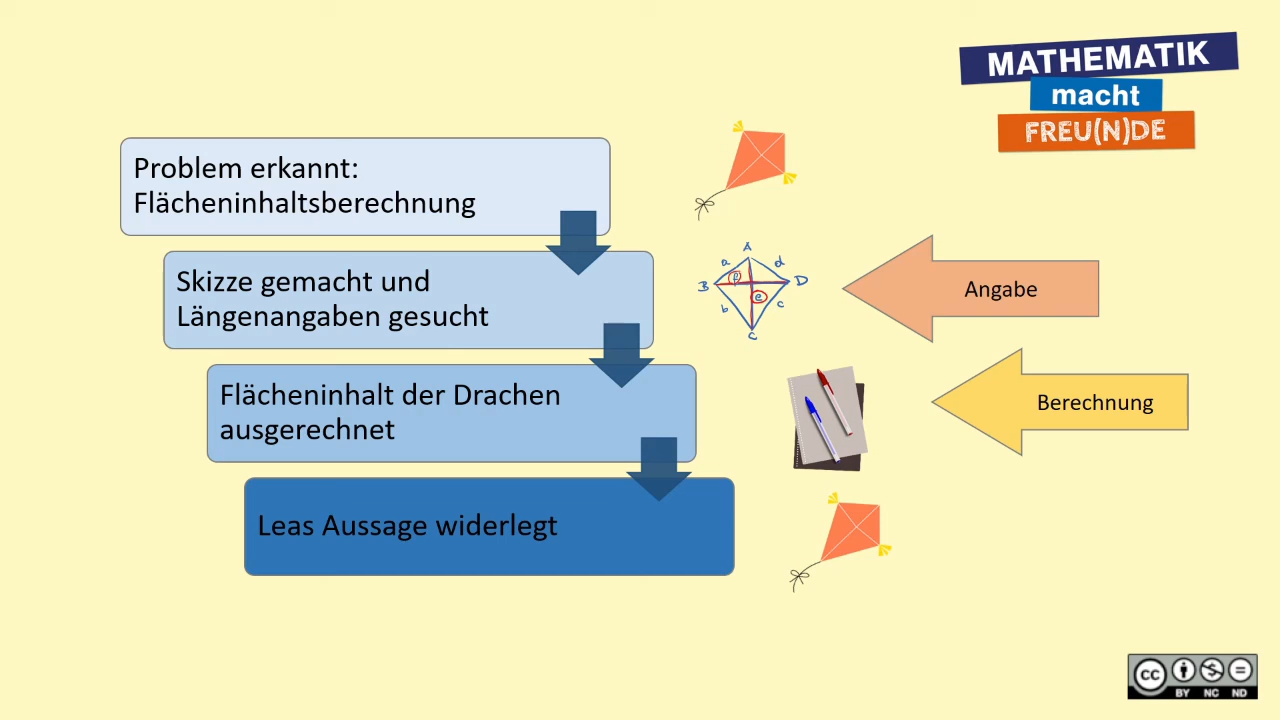 MATHEMATIK
macht
FREU(N)DE
Problem erkannt:
Flächeninhaltsberechnung
Skizze gemacht und
Längenangaben gesucht
A
a
d
B
f
D
e
b
c
C
Angabe
Flächeninhalt der Drachen
ausgerechnet
Berechnung
Leas Aussage widerlegt
cc
BY NC ND